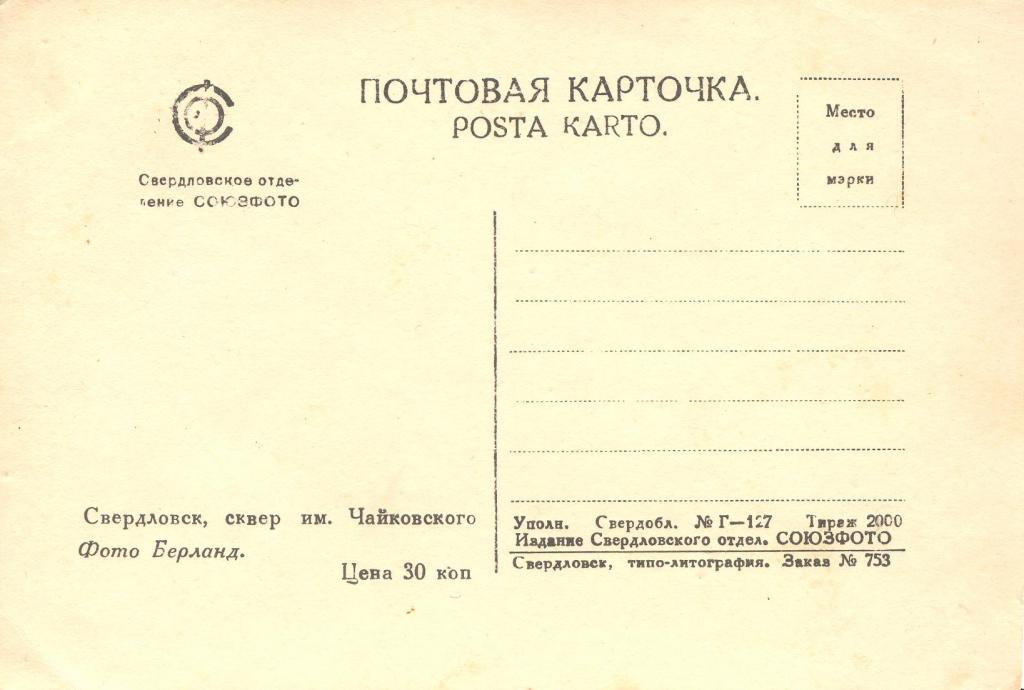 ПОЧТОВАЯ КАРТОЧКА.
POSTA KARTO.
Место
для
мэрки
Свердловское отде-
ление СОЮЗФОТО
Свердловск, сквер им. Чайковского
Фото Берланд.
Цена 30 коп
Уполн. Свердобл. № Г—127 Тираж 2000
Издание Свердловского отдел. СОЮЗФОТО
Свердловск, типо-литография. Заказ № 753